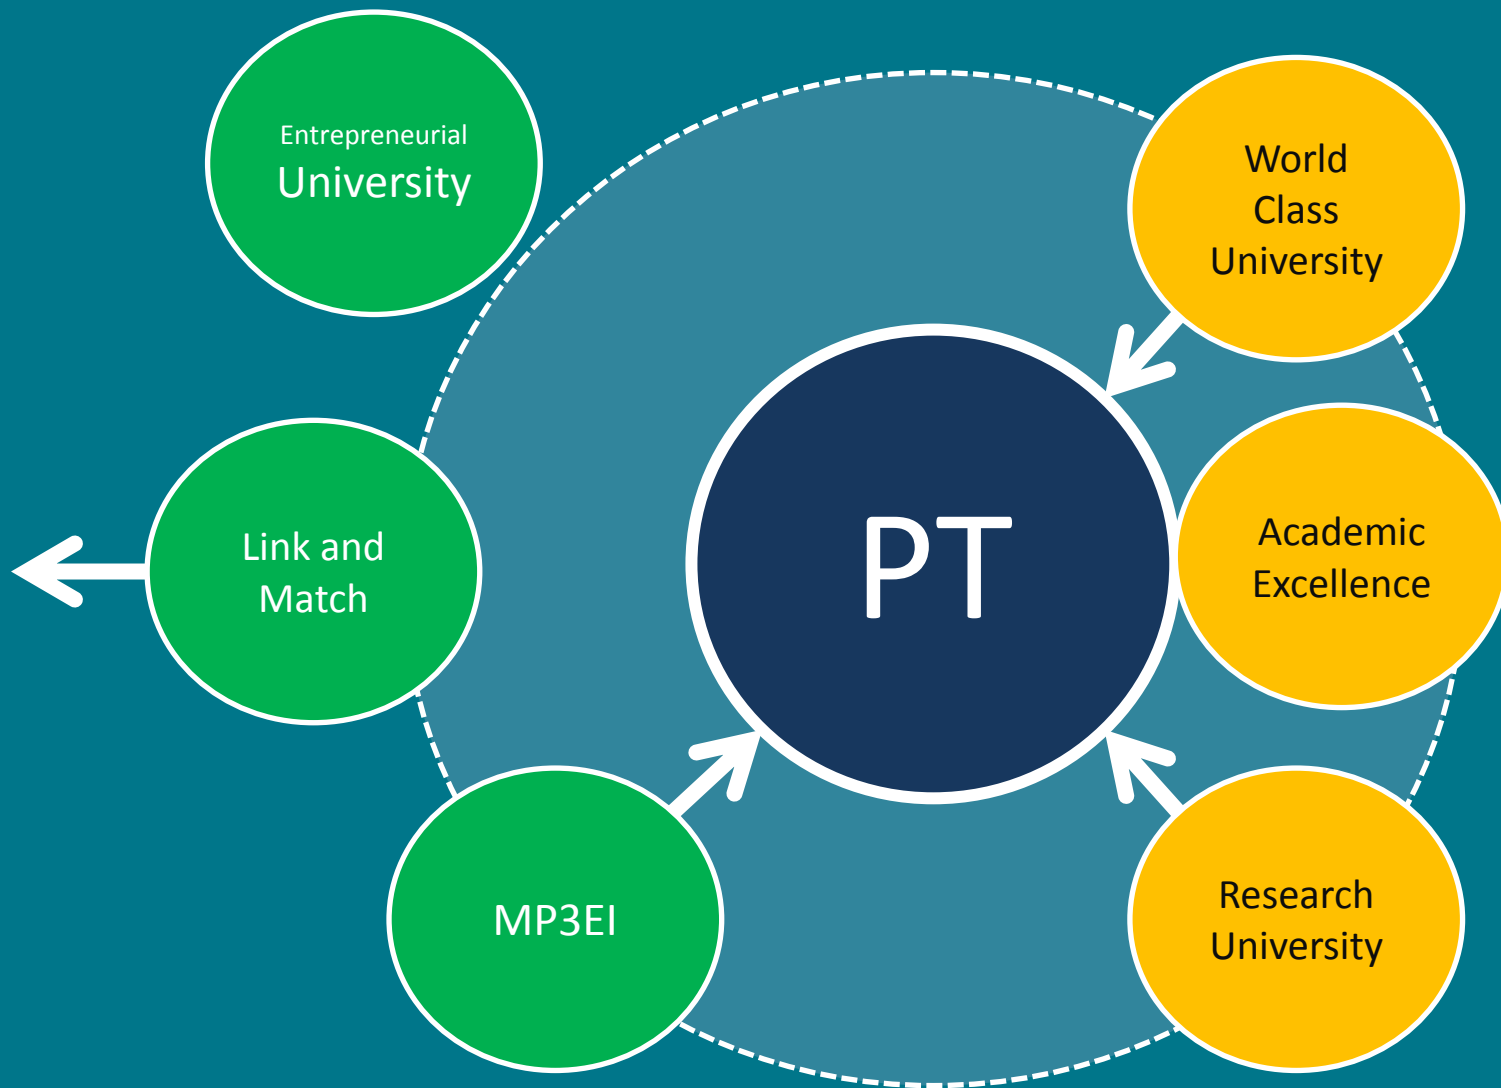 Entrepreneurial
University
World
Class
University
Link and
Match
PT
Academic
Excellence
MP3EI
Research
University